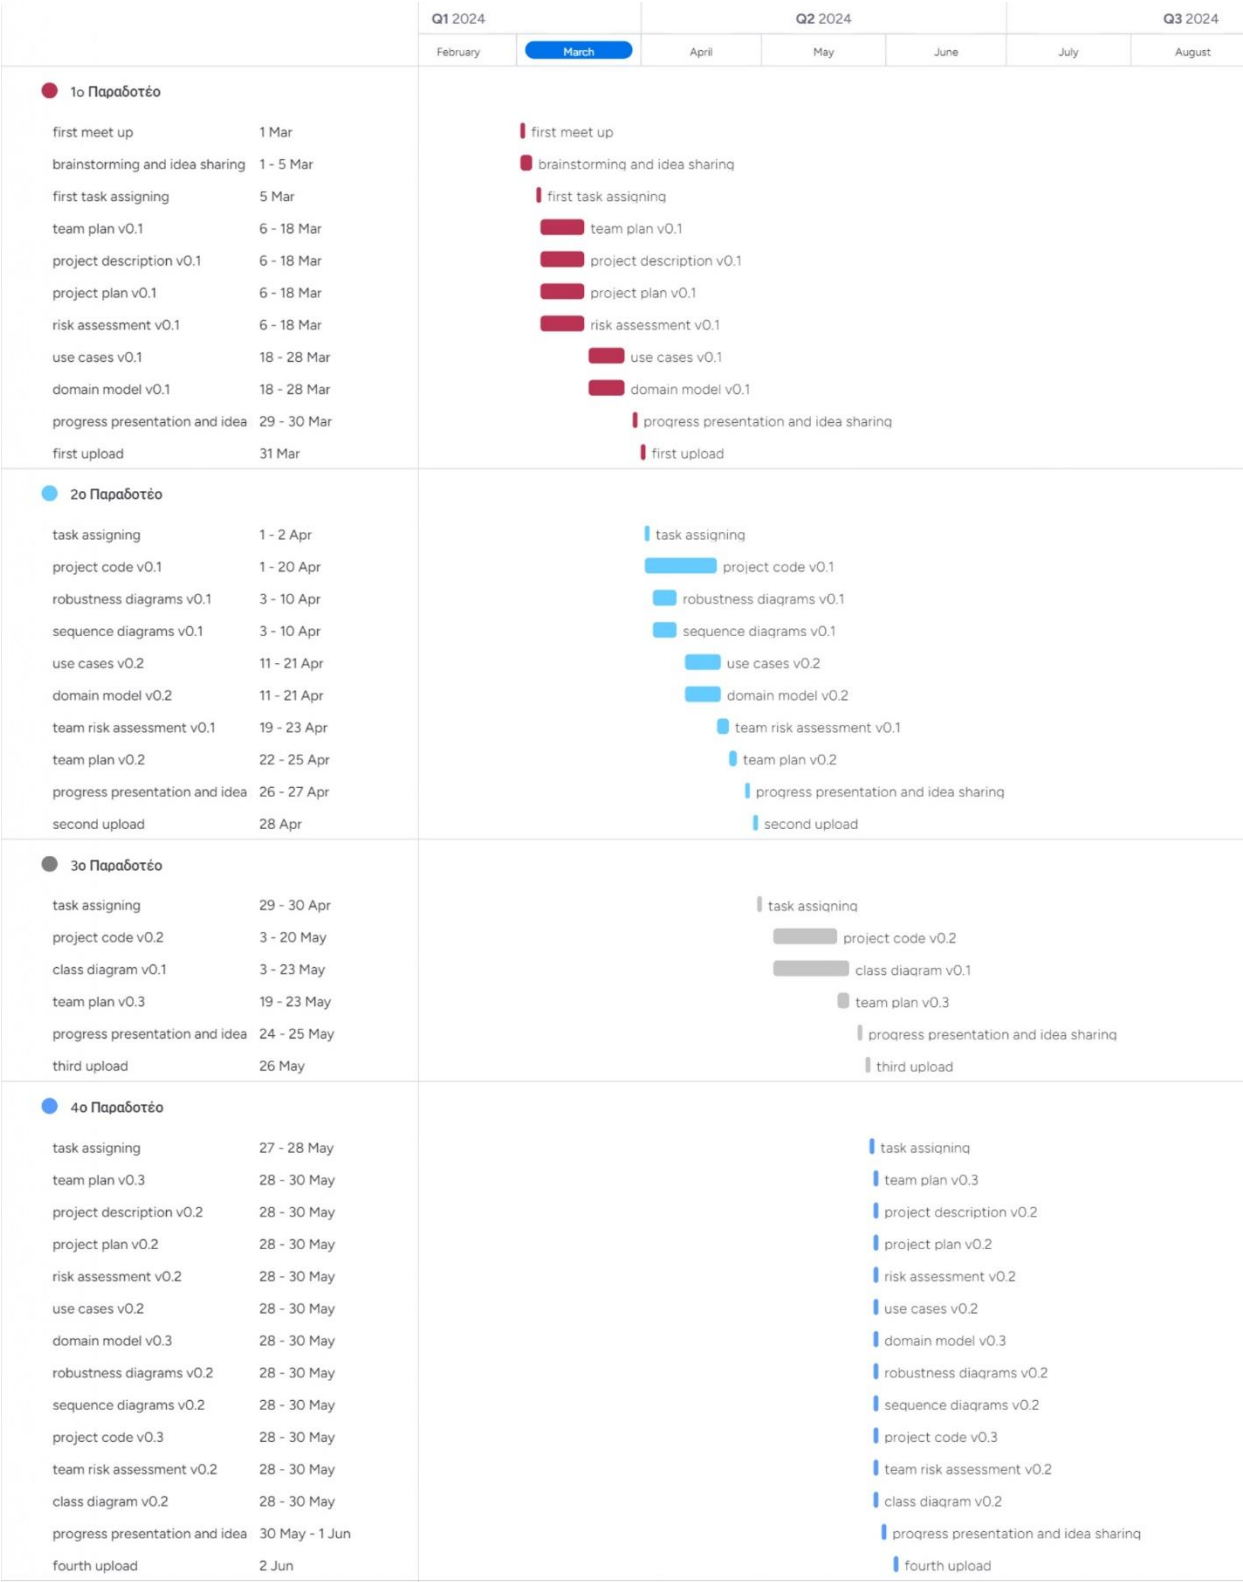 Q1 2024 Q2 2024 Q3 2024
February March April May June July August
1ο Παραδοτέο
first meet up 1 Mar first meet up
brainstorming and idea sharing 1 - 5 Mar brainstorming and idea sharing
first task assigning 5 Mar first task assigning
team plan v0.1 6 - 18 Mar team plan v0.1
project description v0.1 6 - 18 Mar project description v0.1
project plan v0.1 6 - 18 Mar project plan v0.1
risk assessment v0.1 6 - 18 Mar risk assessment v0.1
use cases v0.1 18 - 28 Mar use cases v0.1
domain model v0.1 18 - 28 Mar domain model v0.1
progress presentation and idea 29 - 30 Mar progress presentation and idea sharing
first upload 31 Mar first upload
2ο Παραδοτέο
task assigning 1 - 2 Apr task assigning
project code v0.1 1 - 20 Apr project code v0.1
robustness diagrams v0.1 3 - 10 Apr robustness diagrams v0.1
sequence diagrams v0.1 3 - 10 Apr sequence diagrams v0.1
use cases v0.2 11 - 21 Apr use cases v0.2
domain model v0.2 11 - 21 Apr domain model v0.2
team risk assessment v0.1 19 - 23 Apr team risk assessment v0.1
team plan v0.2 22 - 25 Apr team plan v0.2
progress presentation and idea 26 - 27 Apr progress presentation and idea sharing
second upload 28 Apr second upload
3ο Παραδοτέο
task assigning 29 - 30 Apr task assigning
project code v0.2 3 - 20 May project code v0.2
class diagram v0.1 3 - 23 May class diagram v0.1
team plan v0.3 19 - 23 May team plan v0.3
progress presentation and idea 24 - 25 May progress presentation and idea sharing
third upload 26 May third upload
4ο Παραδοτέο
task assigning 27 - 28 May task assigning
team plan v0.3 28 - 30 May team plan v0.3
project description v0.2 28 - 30 May project description v0.2
project plan v0.2 28 - 30 May project plan v0.2
risk assessment v0.2 28 - 30 May risk assessment v0.2
use cases v0.2 28 - 30 May use cases v0.2
domain model v0.3 28 - 30 May domain model v0.3
robustness diagrams v0.2 28 - 30 May robustness diagrams v0.2
sequence diagrams v0.2 28 - 30 May sequence diagrams v0.2
project code v0.3 28 - 30 May project code v0.3
team risk assessment v0.2 28 - 30 May team risk assessment v0.2
class diagram v0.2 28 - 30 May class diagram v0.2
progress presentation and idea 30 May - 1 Jun progress presentation and idea sharing
fourth upload 2 Jun fourth upload